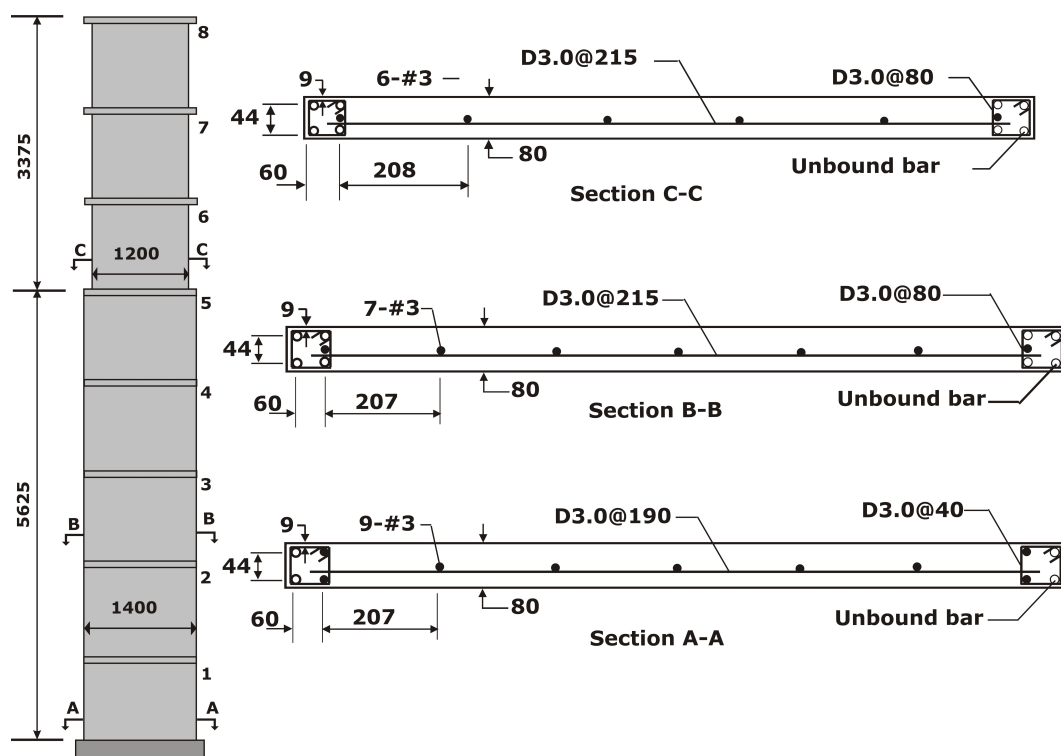 8
7
6
5
4
3
2
1
3375
5625
C
C
1200
B
B
1400
A
A
9
6-#3
D3.0@215
D3.0@80
44
60
208
80
Unbound bar
Section C-C
9
7-#3
D3.0@215
D3.0@80
44
60
207
80
Unbound bar
Section B-B
9
9-#3
D3.0@190
D3.0@40
44
60
207
80
Unbound bar
Section A-A